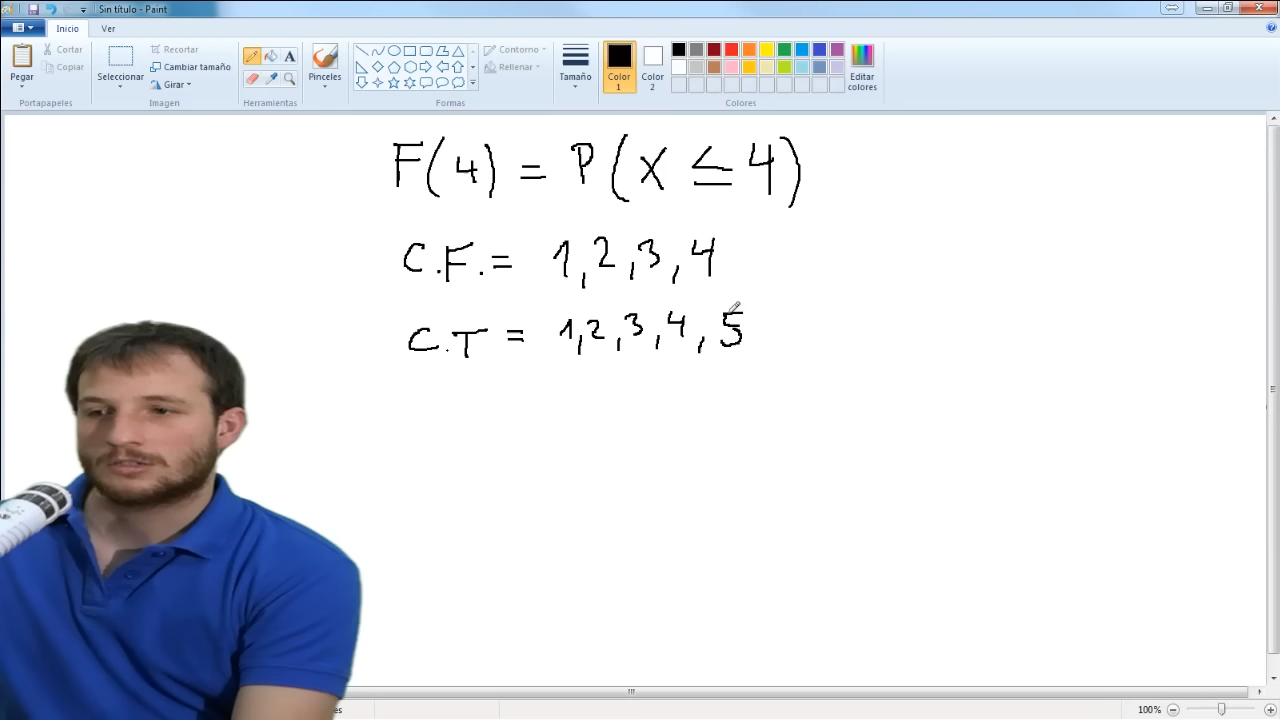 Sin título - Paint
Inicio Ver
Pegar
Cortar
Copiar
Portapapeles
Seleccionar
Recortar
Cambiar tamaño
Girar
Imagen
A
Herramientas
Pinceles
Contorno
Rellenar
Formas
Tamaño
Color 1
Color 2
Editar colores
Colores
F(4) = P(X ≤ 4)
C.F. = 1,2,3,4
C.T = 1,2,3,4,5
100%